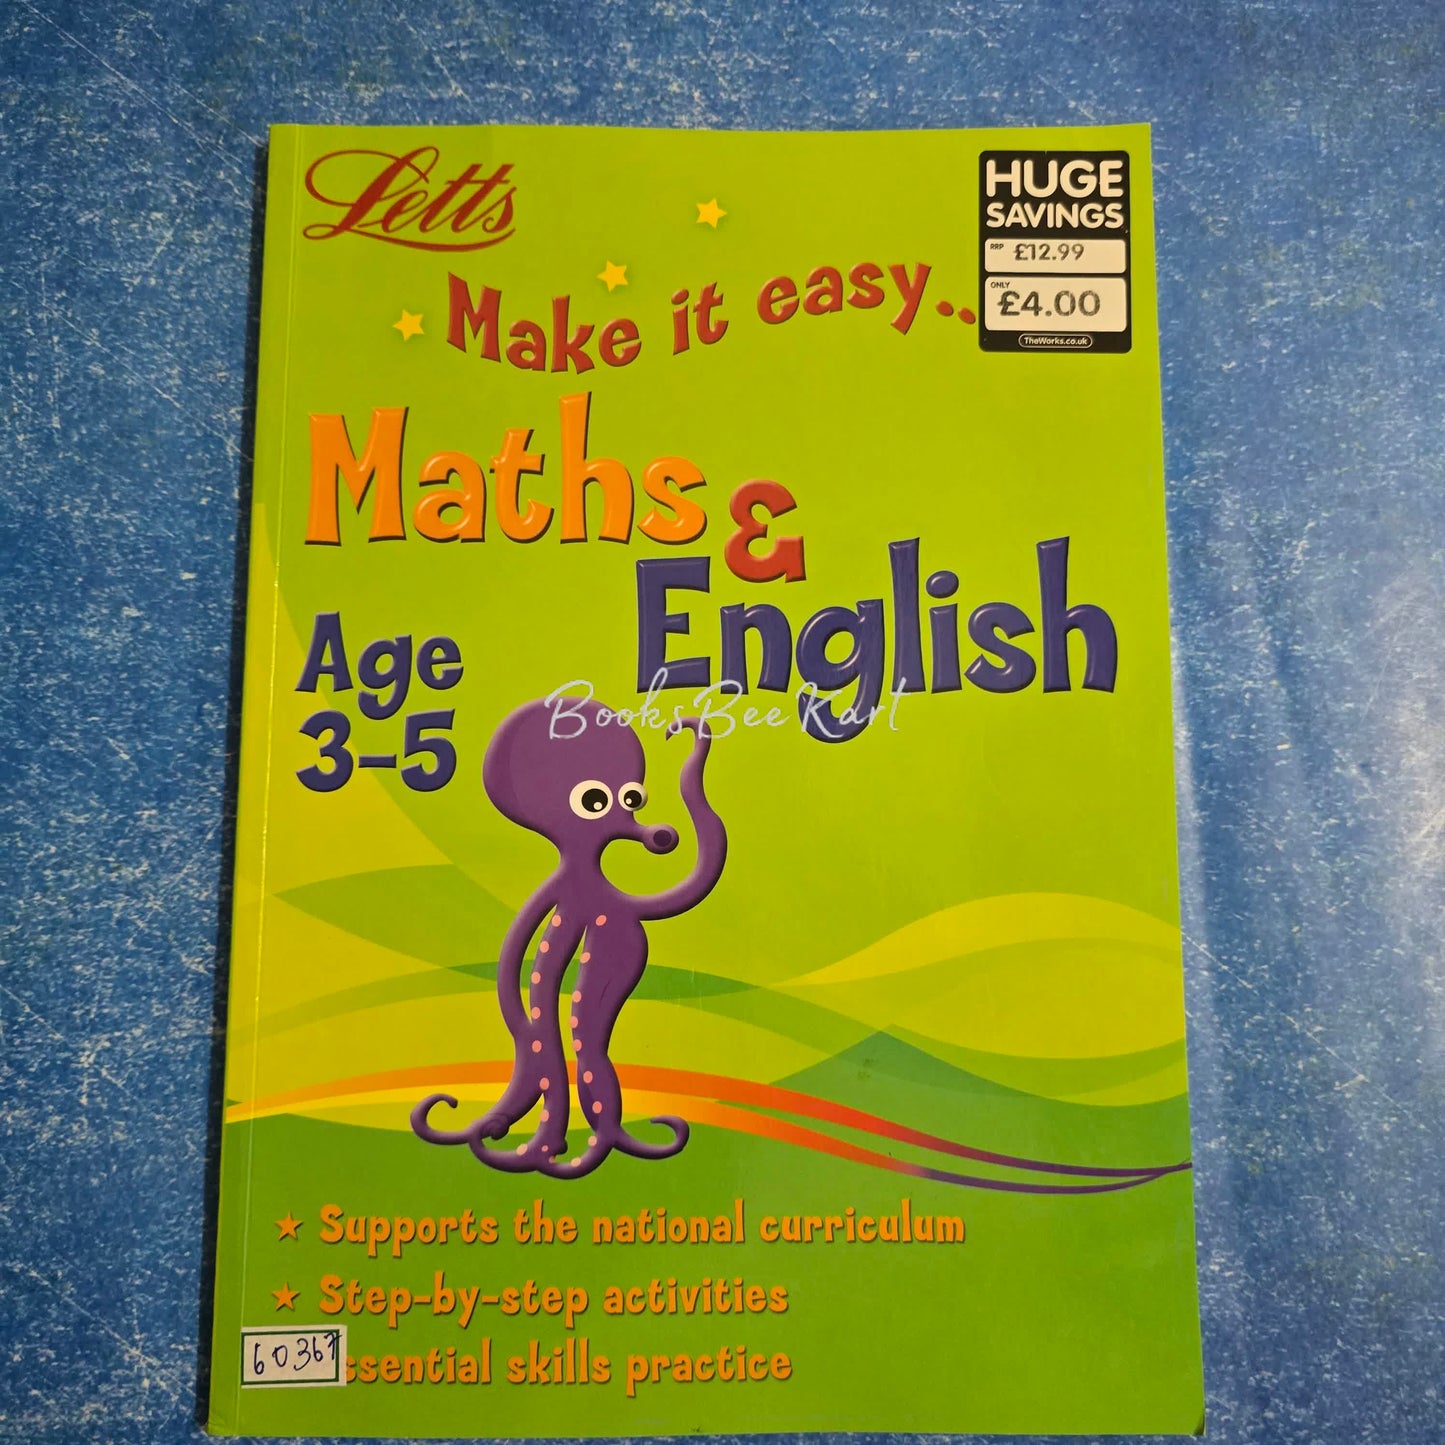 Letts
HUGE
SAVINGS
RRP £12.99
ONLY £4.00
TheWorks.co.uk
Make it easy..
Maths &
English
Age
3-5
BooksBeeKart
★ Supports the national curriculum
★ Step-by-step activities
60367
ssential skills practice